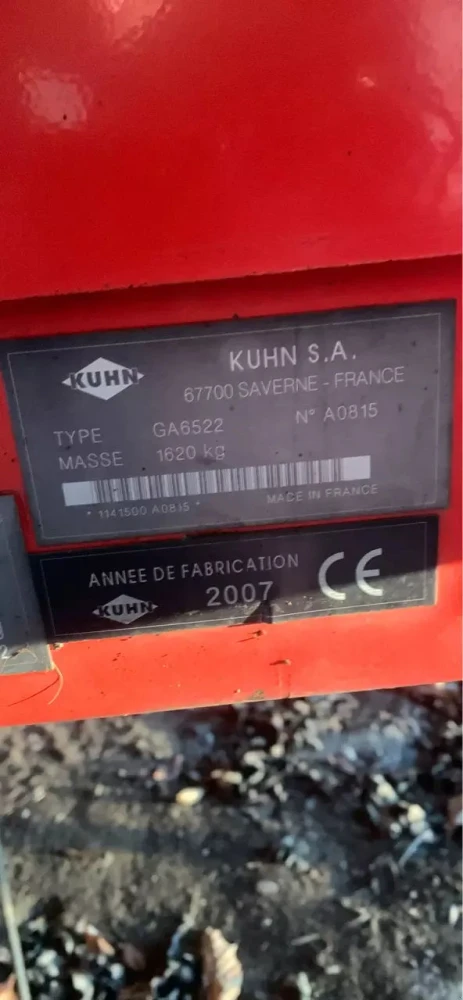 KUHN
KUHN S.A.
67700 SAVERNE - FRANCE
TYPE GA6522 N° A0815
MASSE 1620 kg
* 1141500 A0815 *
MADE IN FRANCE
ANNEE DE FABRICATION
KUHN
2007
CE
2